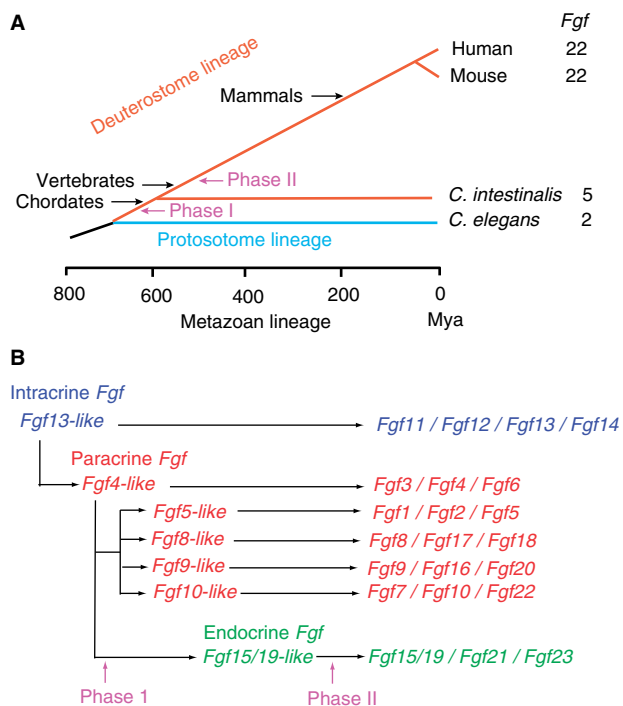 A
Fgf
Deuterostome lineage
Human 22
Mouse 22
Mammals
Vertebrates
Phase II
Chordates
Phase I
C. intestinalis 5
C. elegans 2
Protosotome lineage
800 600 400 200 0
Metazoan lineage Mya
B
Intracrine Fgf
Fgf13-like Fgf11 / Fgf12 / Fgf13 / Fgf14
Paracrine Fgf
Fgf4-like Fgf3 / Fgf4 / Fgf6
Fgf5-like Fgf1 / Fgf2 / Fgf5
Fgf8-like Fgf8 / Fgf17 / Fgf18
Fgf9-like Fgf9 / Fgf16 / Fgf20
Fgf10-like Fgf7 / Fgf10 / Fgf22
Endocrine Fgf
Fgf15/19-like Fgf15/19 / Fgf21 / Fgf23
Phase 1 Phase II